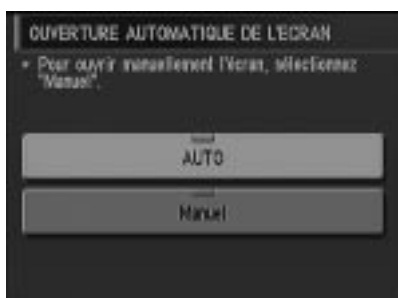 OUVERTURE AUTOMATIQUE DE L'ECRAN
• Pour ouvrir manuellement l'écran, sélectionnez
"Manuel".
AUTO
Manuel